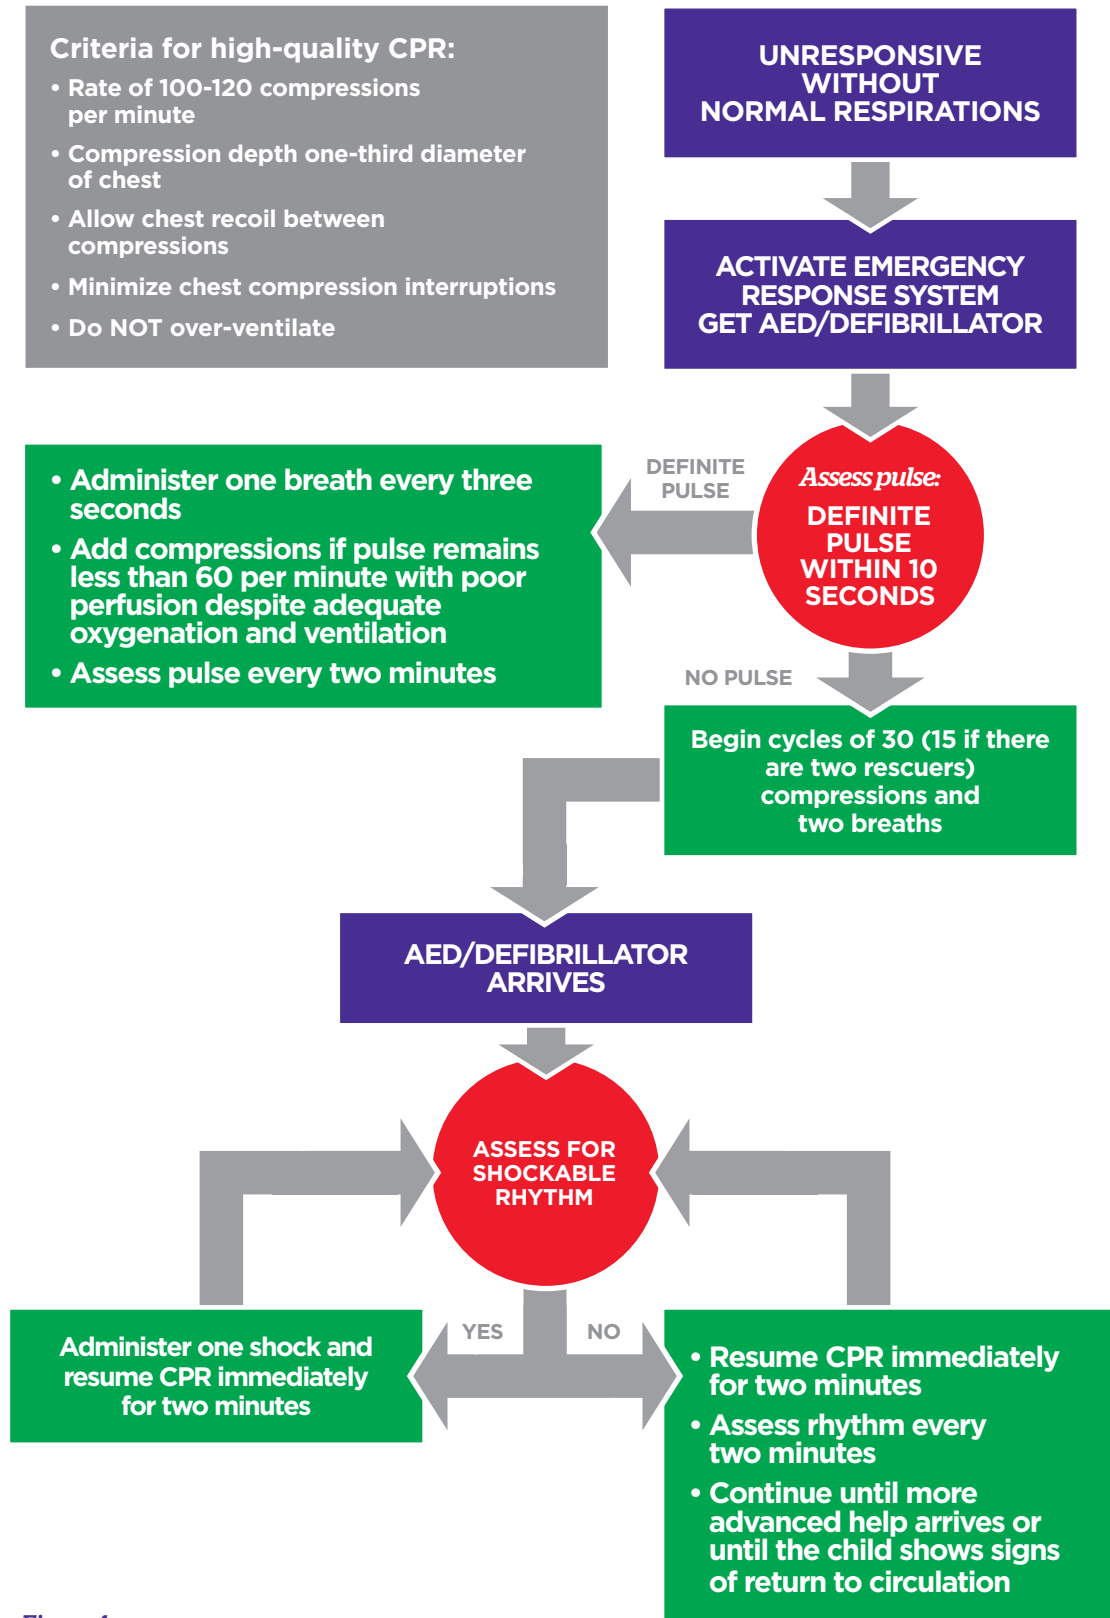 Criteria for high-quality CPR:
• Rate of 100-120 compressions
per minute
• Compression depth one-third diameter
of chest
• Allow chest recoil between
compressions
• Minimize chest compression interruptions
• Do NOT over-ventilate
UNRESPONSIVE
WITHOUT
NORMAL RESPIRATIONS
ACTIVATE EMERGENCY
RESPONSE SYSTEM
GET AED/DEFIBRILLATOR
Assess pulse:
DEFINITE
PULSE
WITHIN 10
SECONDS
DEFINITE
PULSE
• Administer one breath every three
seconds
• Add compressions if pulse remains
less than 60 per minute with poor
perfusion despite adequate
oxygenation and ventilation
• Assess pulse every two minutes
NO PULSE
Begin cycles of 30 (15 if there
are two rescuers)
compressions and
two breaths
AED/DEFIBRILLATOR
ARRIVES
ASSESS FOR
SHOCKABLE
RHYTHM
YES
NO
Administer one shock and
resume CPR immediately
for two minutes
• Resume CPR immediately
for two minutes
• Assess rhythm every
two minutes
• Continue until more
advanced help arrives or
until the child shows signs
of return to circulation